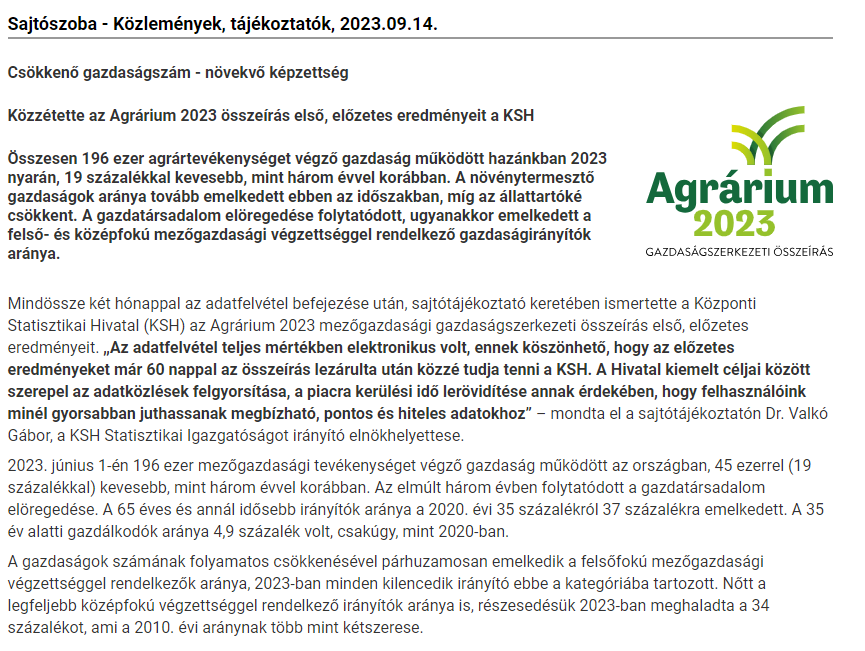 Sajtószoba - Közlemények, tájékoztatók, 2023.09.14.
Csökkenő gazdaságszám - növekvő képzettség
Közzétette az Agrárium 2023 összeírás első, előzetes eredményeit a KSH
Összesen 196 ezer agrártevékenységet végző gazdaság működött hazánkban 2023
nyarán, 19 százalékkal kevesebb, mint három évvel korábban. A növénytermesztő
gazdaságok aránya tovább emelkedett ebben az időszakban, míg az állattartóké
csökkent. A gazdatársadalom elöregedése folytatódott, ugyanakkor emelkedett a
felső- és középfokú mezőgazdasági végzettséggel rendelkező gazdaságirányítók
aránya.
Agrárium
2023
GAZDASÁGSZERKEZETI ÖSSZEÍRÁS
Mindössze két hónappal az adatfelvétel befejezése után, sajtótájékoztató keretében ismertette a Központi
Statisztikai Hivatal (KSH) az Agrárium 2023 mezőgazdasági gazdaságszerkezeti összeírás első, előzetes
eredményeit. „Az adatfelvétel teljes mértékben elektronikus volt, ennek köszönhető, hogy az előzetes
eredményeket már 60 nappal az összeírás lezárulta után közzé tudja tenni a KSH. A Hivatal kiemelt céljai között
szerepel az adatközlések felgyorsítása, a piacra kerülési idő lerövidítése annak érdekében, hogy felhasználóink
minél gyorsabban juthassanak megbízható, pontos és hiteles adatokhoz” – mondta el a sajtótájékoztatón Dr. Valkó
Gábor, a KSH Statisztikai Igazgatóságot irányító elnökhelyettese.
2023. június 1-én 196 ezer mezőgazdasági tevékenységet végző gazdaság működött az országban, 45 ezerrel (19
százalékkal) kevesebb, mint három évvel korábban. Az elmúlt három évben folytatódott a gazdatársadalom
elöregedése. A 65 éves és annál idősebb irányítók aránya a 2020. évi 35 százalékról 37 százalékra emelkedett. A 35
év alatti gazdálkodók aránya 4,9 százalék volt, csakúgy, mint 2020-ban.
A gazdaságok számának folyamatos csökkenésével párhuzamosan emelkedik a felsőfokú mezőgazdasági
végzettséggel rendelkezők aránya, 2023-ban minden kilencedik irányító ebbe a kategóriába tartozott. Nőtt a
legfeljebb középfokú végzettséggel rendelkező irányítók aránya is, részesedésük 2023-ban meghaladta a 34
százalékot, ami a 2010. évi aránynak több mint kétszerese.